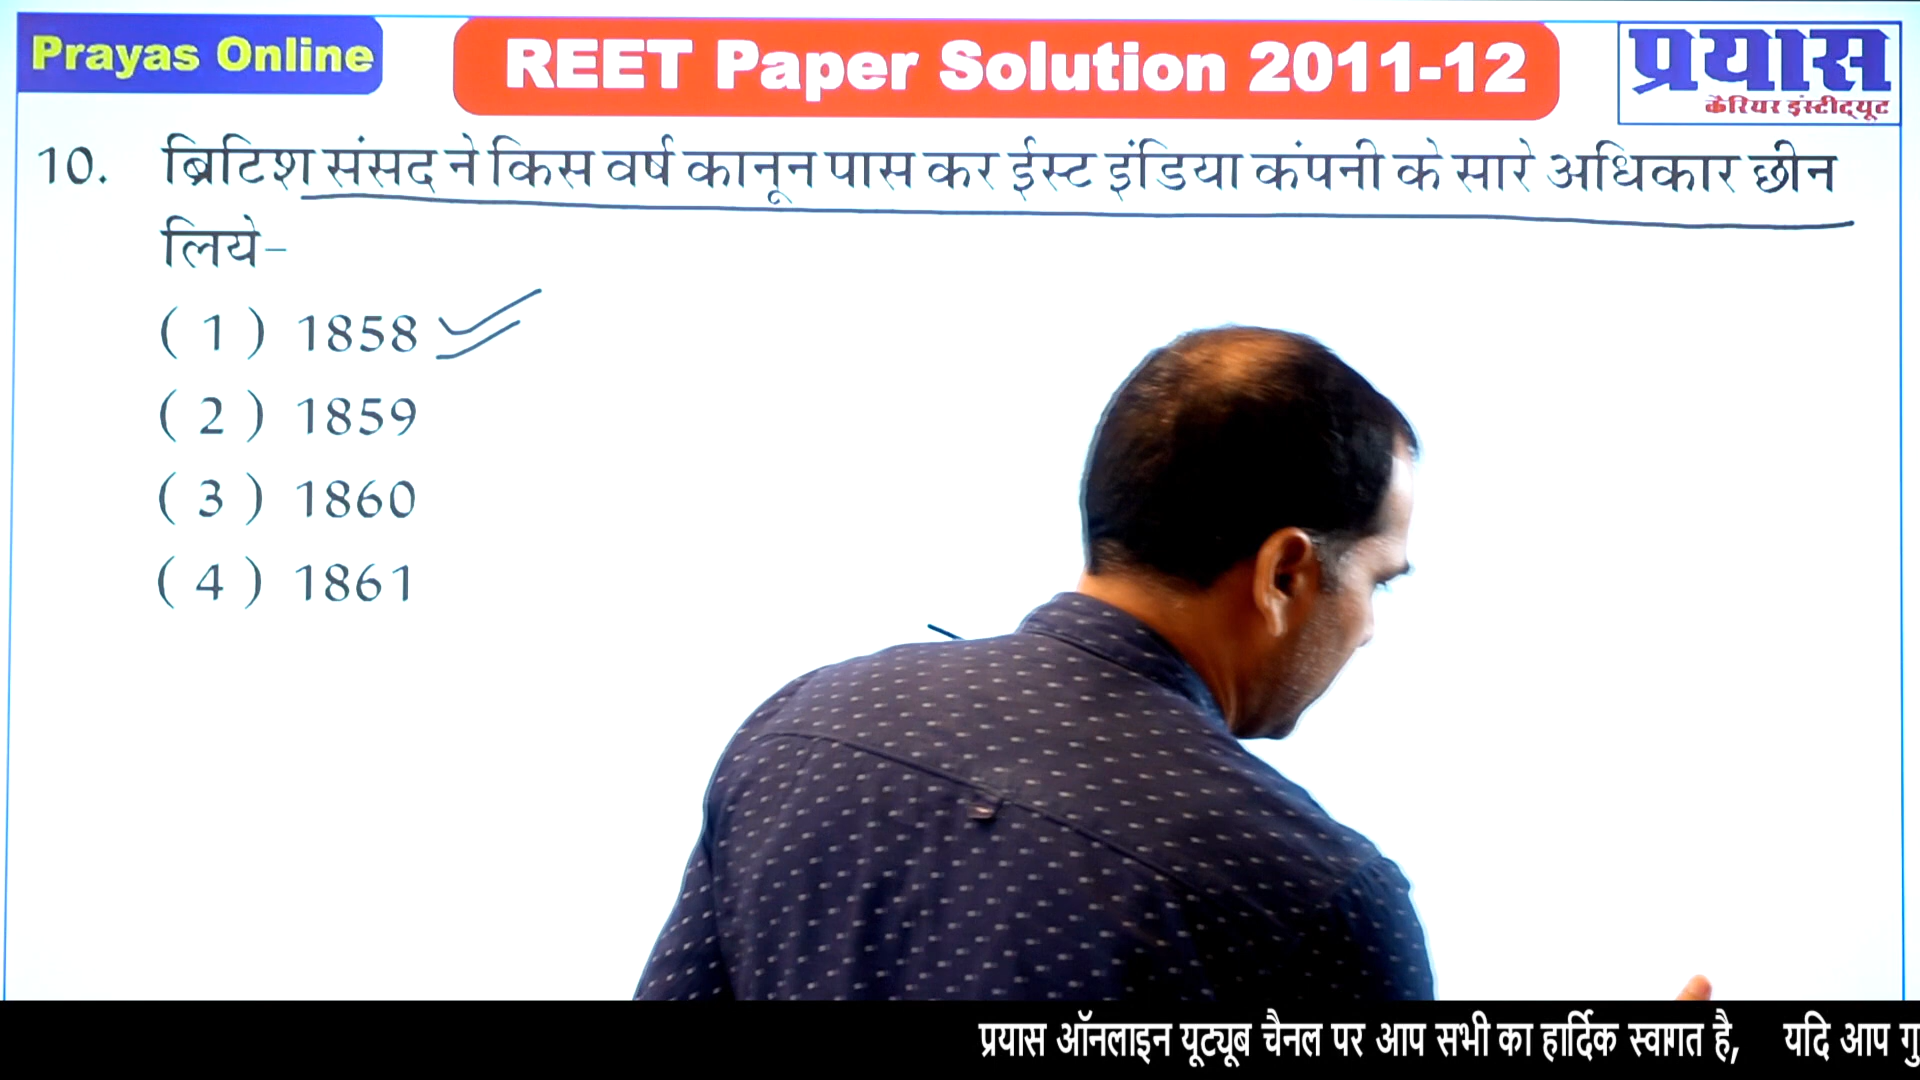 Prayas Online
REET Paper Solution 2011-12
प्रयास
कैरियर इंस्टीट्यूट
10. ब्रिटिश संसद ने किस वर्ष कानून पास कर ईस्ट इंडिया कंपनी के सारे अधिकार छीन
लिये-
( 1 ) 1858
( 2 ) 1859
( 3 ) 1860
( 4 ) 1861
प्रयास ऑनलाइन यूट्यूब चैनल पर आप सभी का हार्दिक स्वागत है, यदि आप गु